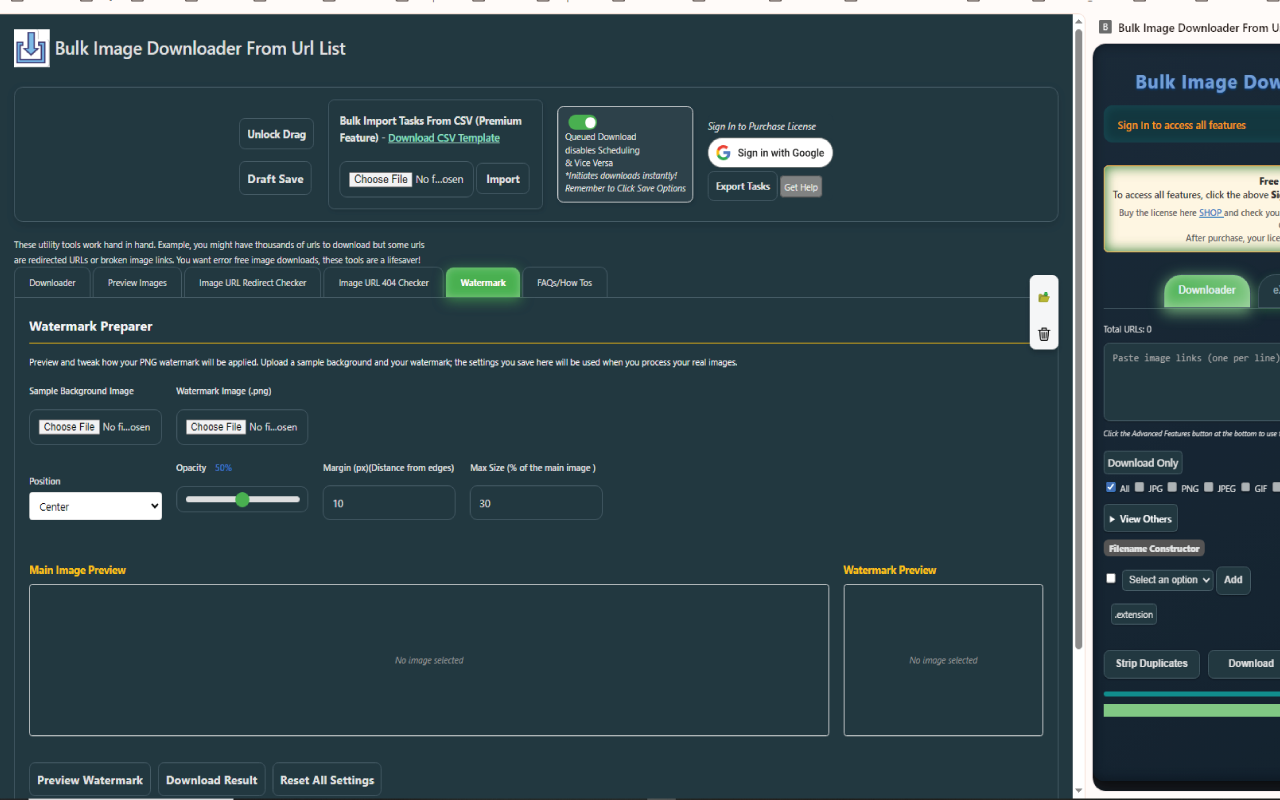 Bulk Image Downloader From Url List
Unlock Drag
Draft Save
Bulk Import Tasks From CSV (Premium
Feature) - Download CSV Template
Choose File No f...osen
Import
Queued Download
disables Scheduling
& Vice Versa
*Initiates downloads instantly!
Remember to Click Save Options
Sign In to Purchase License
Sign in with Google
Export Tasks
Get Help
These utility tools work hand in hand. Example, you might have thousands of urls to download but some urls
are redirected URLs or broken image links. You want error free image downloads, these tools are a lifesaver!
Downloader
Preview Images
Image URL Redirect Checker
Image URL 404 Checker
Watermark
FAQs/How Tos
Watermark Preparer
Preview and tweak how your PNG watermark will be applied. Upload a sample background and your watermark; the settings you save here will be used when you process your real images.
Sample Background Image
Watermark Image (.png)
Choose File No fi...osen
Choose File No fi...osen
Position
Center
Opacity 50%
Margin (px)(Distance from edges)
10
Max Size (% of the main image )
30
Main Image Preview
No image selected
Watermark Preview
No image selected
Preview Watermark
Download Result
Reset All Settings
B Bulk Image Downloader From U
Bulk Image Dow
Sign In to access all features
Free
To access all features, click the above Si
Buy the license here SHOP and check you
After purchase, your lice
Downloader
Total URLs: 0
Paste image links (one per line)
Click the Advanced Features button at the bottom to use
Download Only
All JPG PNG JPEG GIF
View Others
Filename Constructor
Select an option
Add
.extension
Strip Duplicates
Download